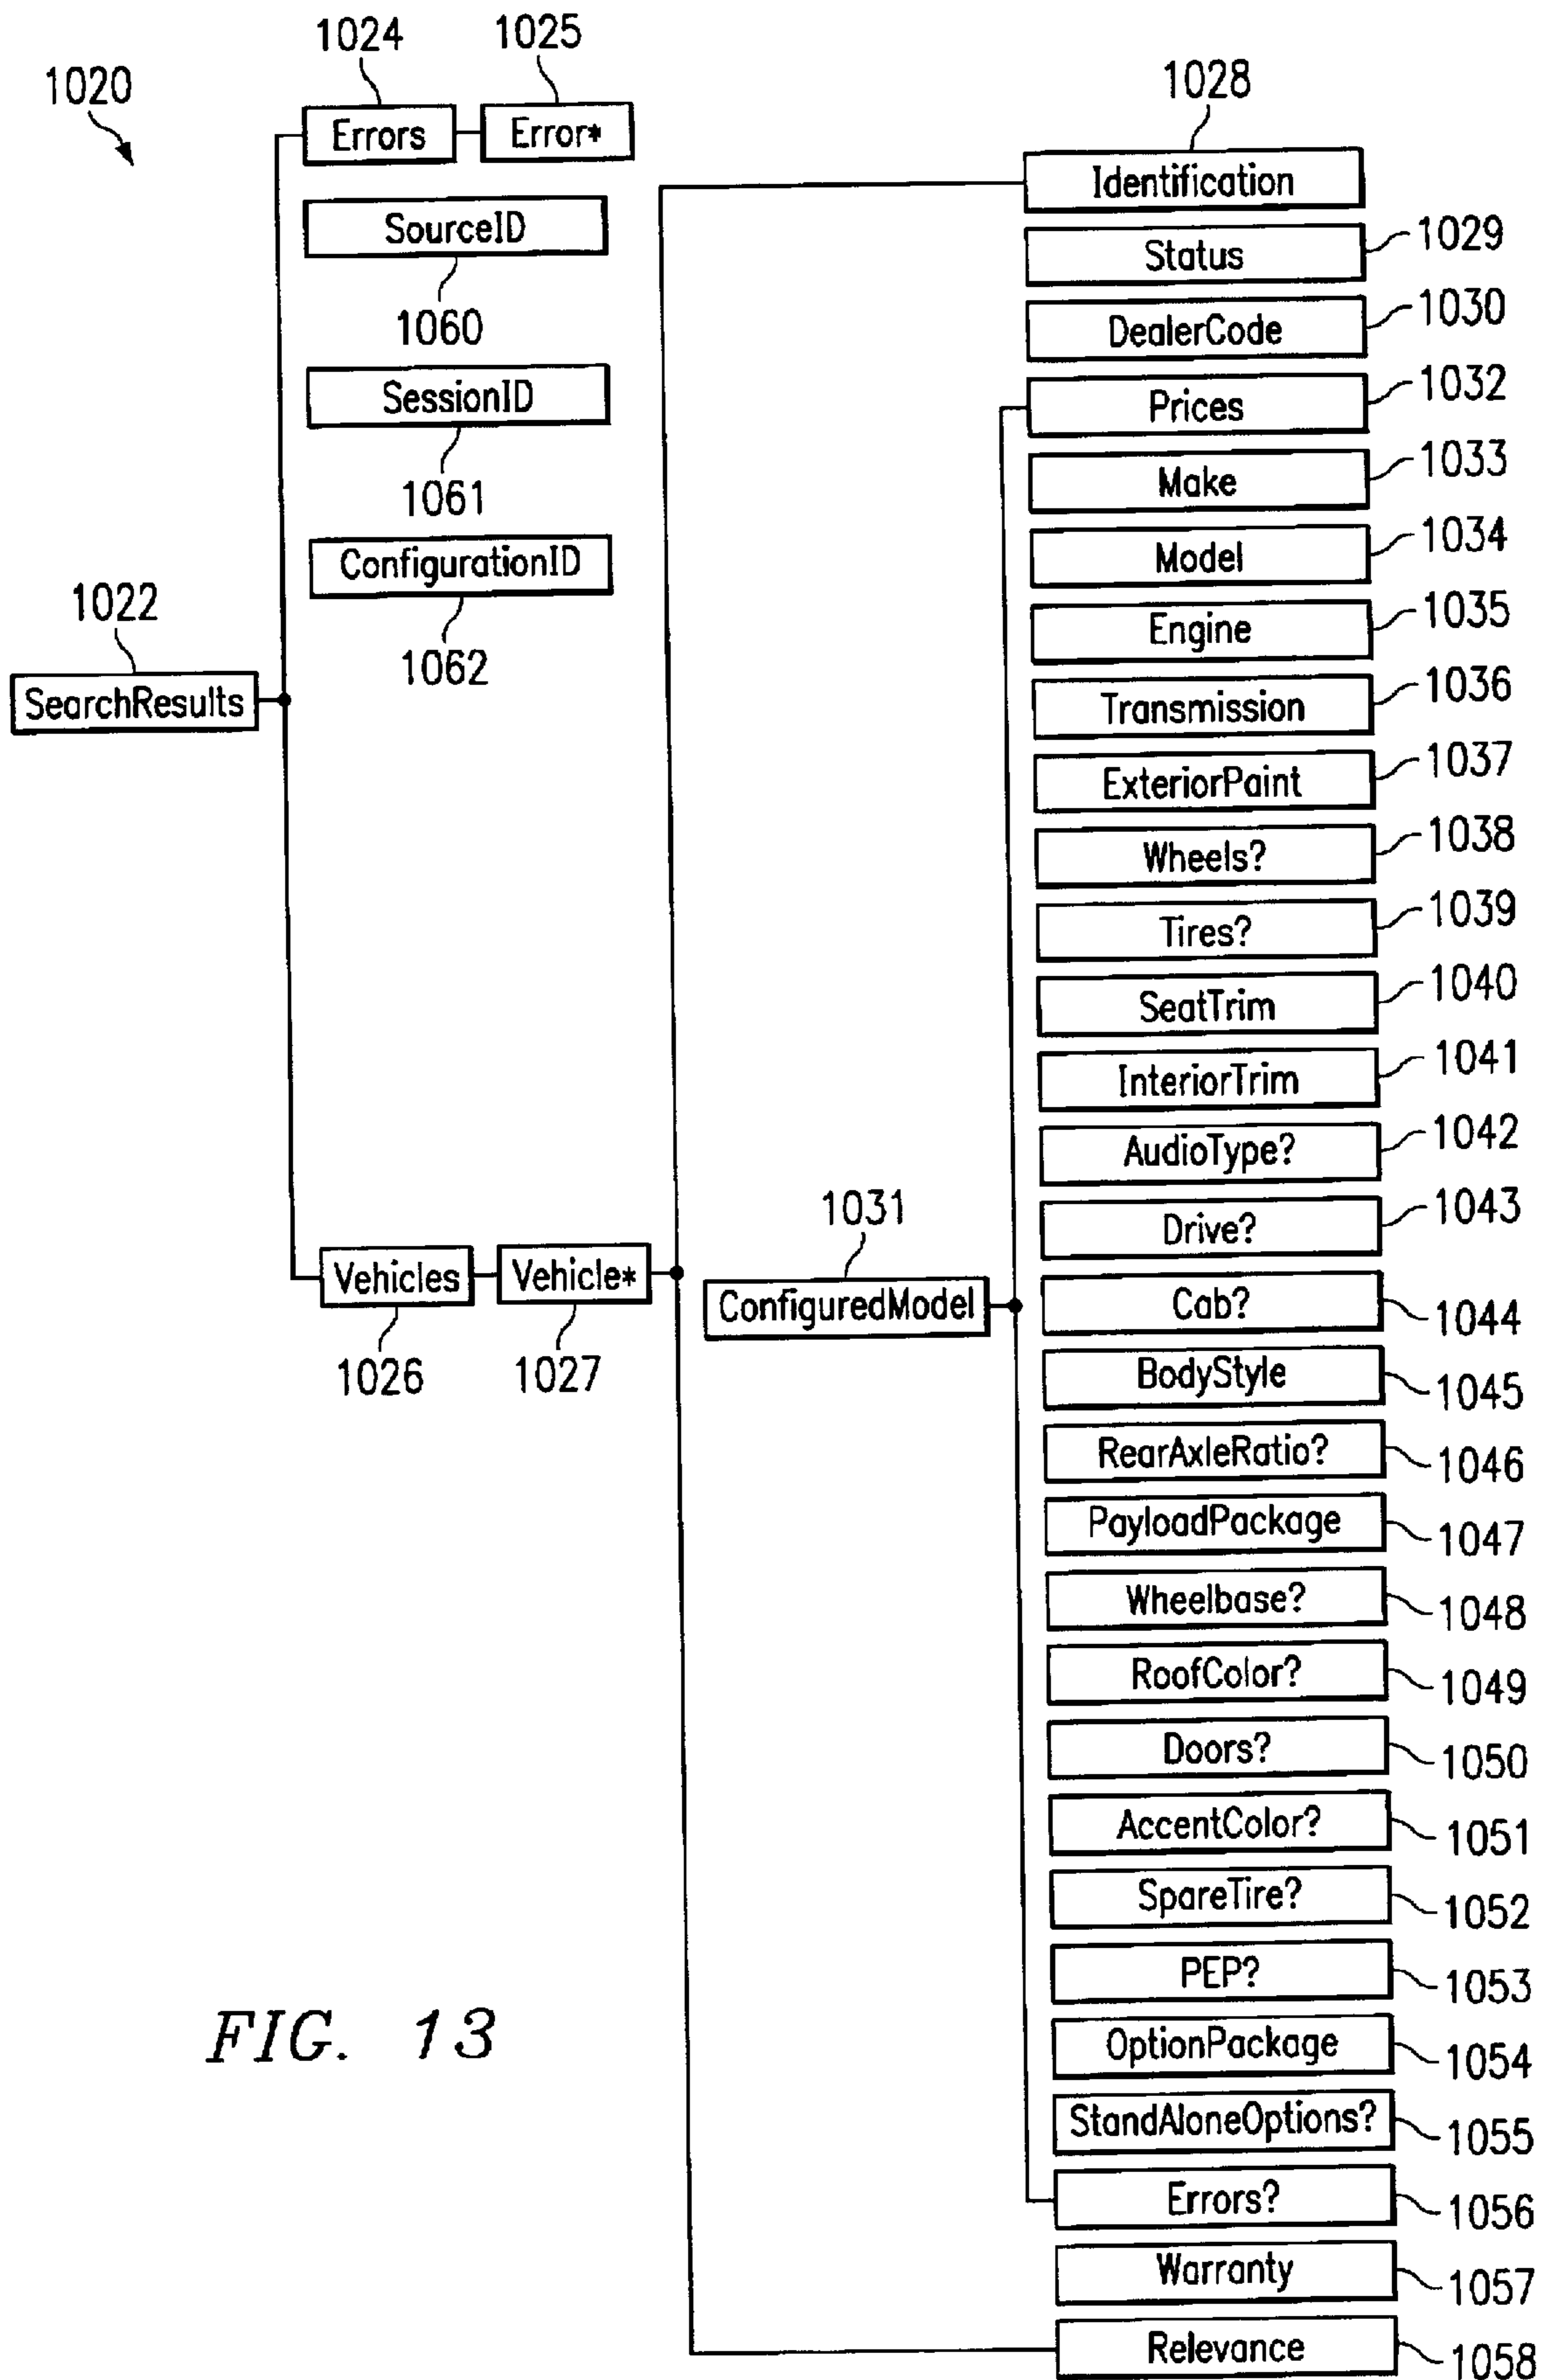 1020
1024
1025
Errors
Error*
SourceID
1060
SessionID
1061
ConfigurationID
1062
1022
SearchResults
Vehicles
Vehicle*
1026
1027
1031
ConfiguredModel
1028
Identification
Status
1029
DealerCode
1030
Prices
1032
Make
1033
Model
1034
Engine
1035
Transmission
1036
ExteriorPaint
1037
Wheels?
1038
Tires?
1039
SeatTrim
1040
InteriorTrim
1041
AudioType?
1042
Drive?
1043
Cab?
1044
BodyStyle
1045
RearAxleRatio?
1046
PayloadPackage
1047
Wheelbase?
1048
RoofColor?
1049
Doors?
1050
AccentColor?
1051
SpareTire?
1052
PEP?
1053
OptionPackage
1054
StandAloneOptions?
1055
Errors?
1056
Warranty
1057
Relevance
1058
FIG. 13